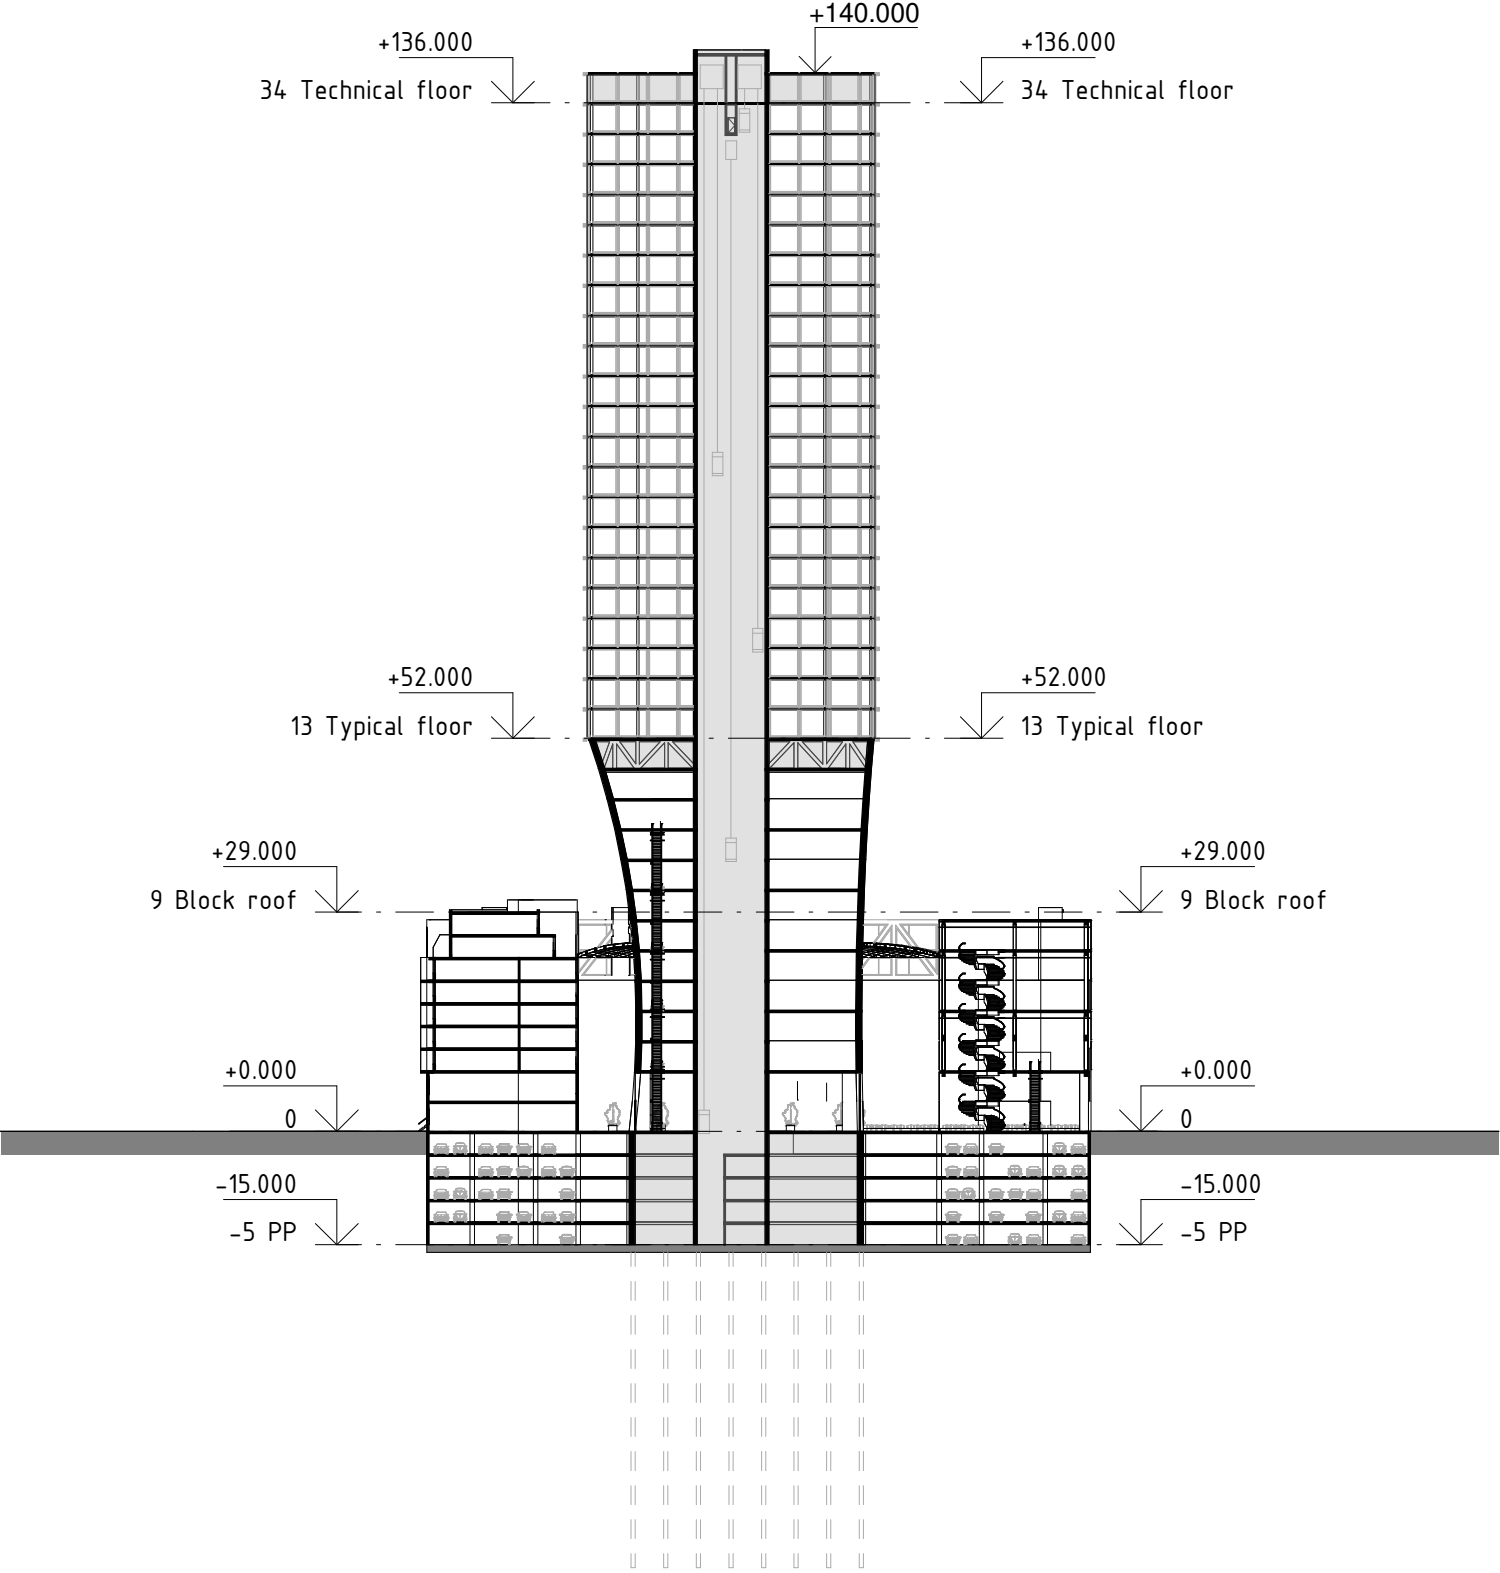 +140.000
+136.000 +136.000
34 Technical floor 34 Technical floor
+52.000 +52.000
13 Typical floor 13 Typical floor
+29.000 +29.000
9 Block roof 9 Block roof
+0.000 +0.000
0 0
-15.000 -15.000
-5 PP -5 PP